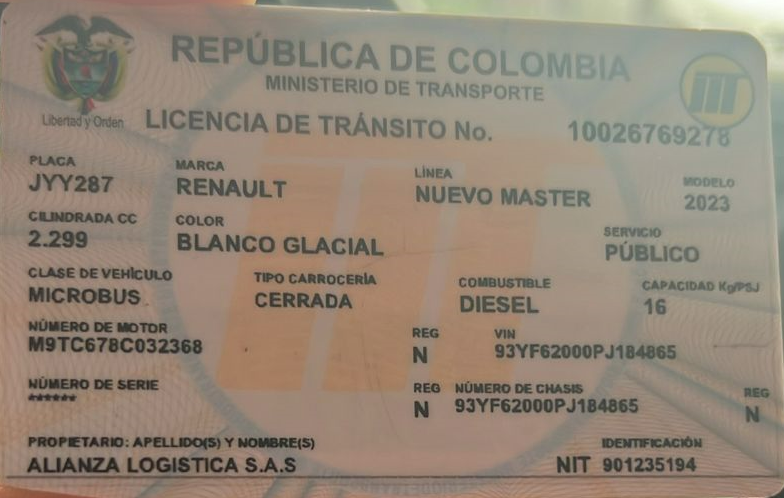 REPÚBLICA DE COLOMBIA
MINISTERIO DE TRANSPORTE
Libertad y Orden
LICENCIA DE TRÁNSITO No. 10026769278
PLACA MARCA LÍNEA MODELO
JYY287 RENAULT NUEVO MASTER 2023
CILINDRADA CC COLOR SERVICIO
2.299 BLANCO GLACIAL PÚBLICO
CLASE DE VEHÍCULO TIPO CARROCERÍA COMBUSTIBLE CAPACIDAD Kg/PSJ
MICROBUS CERRADA DIESEL 16
NÚMERO DE MOTOR REG VIN
M9TC678C032368 N 93YF62000PJ184865
NÚMERO DE SERIE REG NÚMERO DE CHASIS REG
****** N 93YF62000PJ184865 N
PROPIETARIO: APELLIDO(S) Y NOMBRE(S) IDENTIFICACIÓN
ALIANZA LOGISTICA S.A.S NIT 901235194